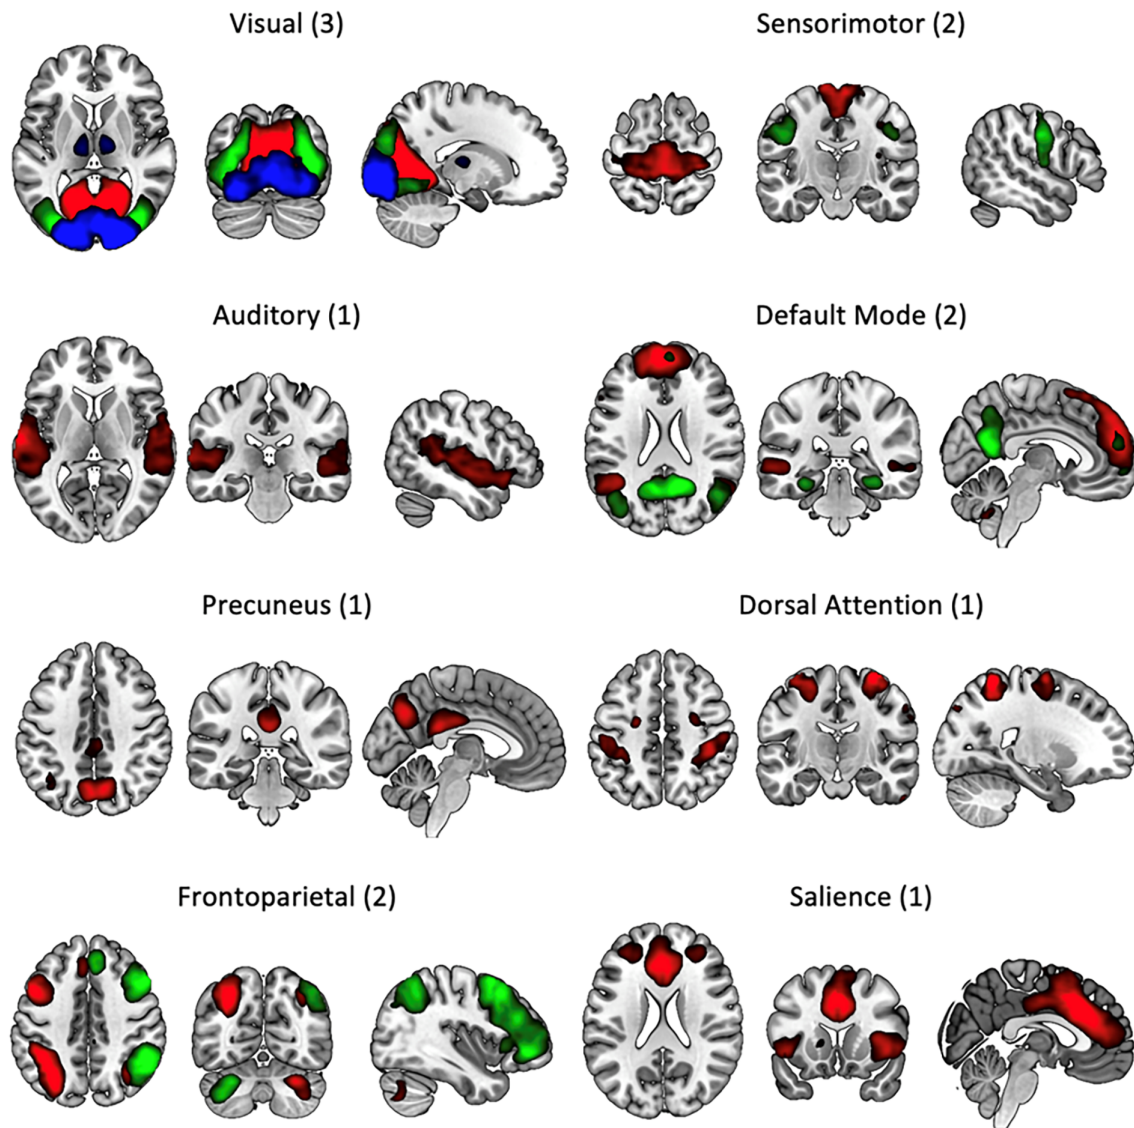 Visual (3)
Sensorimotor (2)
Auditory (1)
Default Mode (2)
Precuneus (1)
Dorsal Attention (1)
Frontoparietal (2)
Salience (1)